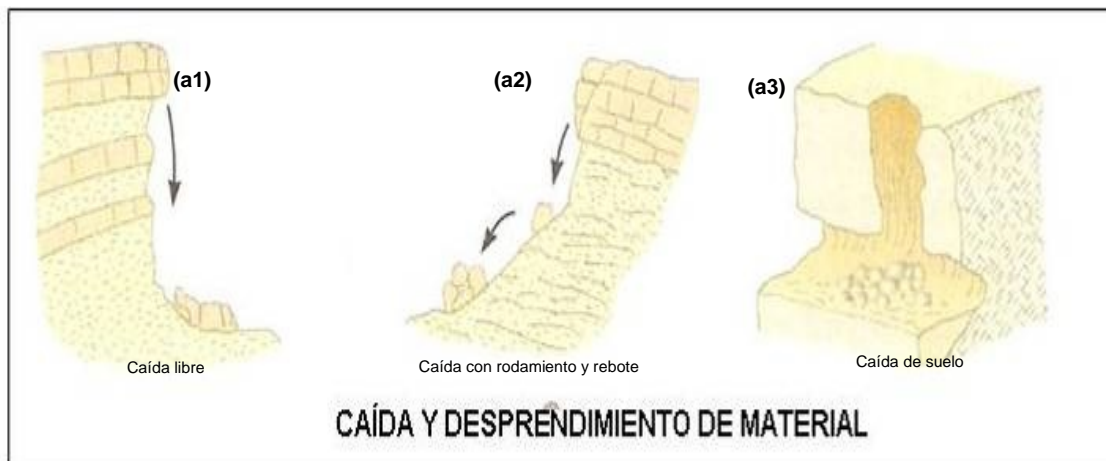 (a1)
(a2)
(a3)
Caída libre
Caída con rodamiento y rebote
Caída de suelo
CAÍDA Y DESPRENDIMIENTO DE MATERIAL